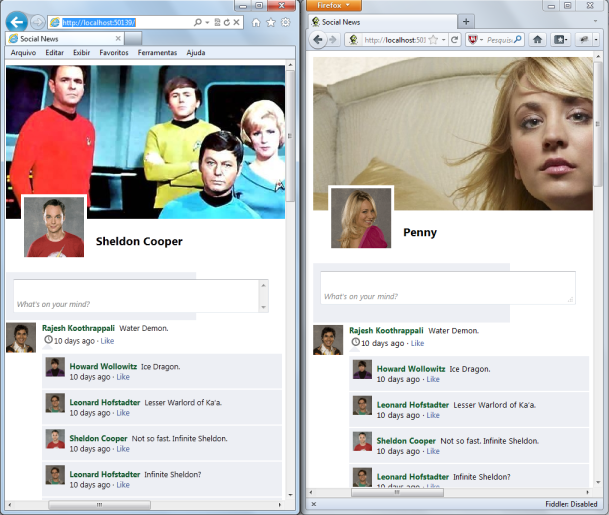 http://localhost:50139/
Social News
Arquivo Editar Exibir Favoritos Ferramentas Ajuda
Sheldon Cooper
What's on your mind?
Rajesh Koothrappali Water Demon.
10 days ago · Like
Howard Wollowitz Ice Dragon.
10 days ago · Like
Leonard Hofstadter Lesser Warlord of Ka'a.
10 days ago · Like
Sheldon Cooper Not so fast. Infinite Sheldon.
10 days ago · Like
Leonard Hofstadter Infinite Sheldon?
10 days ago · Like
Firefox
Social News
http://localhost:501
Pesquis
Penny
What's on your mind?
Rajesh Koothrappali Water Demon.
10 days ago · Like
Howard Wollowitz Ice Dragon.
10 days ago · Like
Leonard Hofstadter Lesser Warlord of Ka'a.
10 days ago · Like
Sheldon Cooper Not so fast. Infinite Sheldon.
10 days ago · Like
Leonard Hofstadter Infinite Sheldon?
Fiddler: Disabled